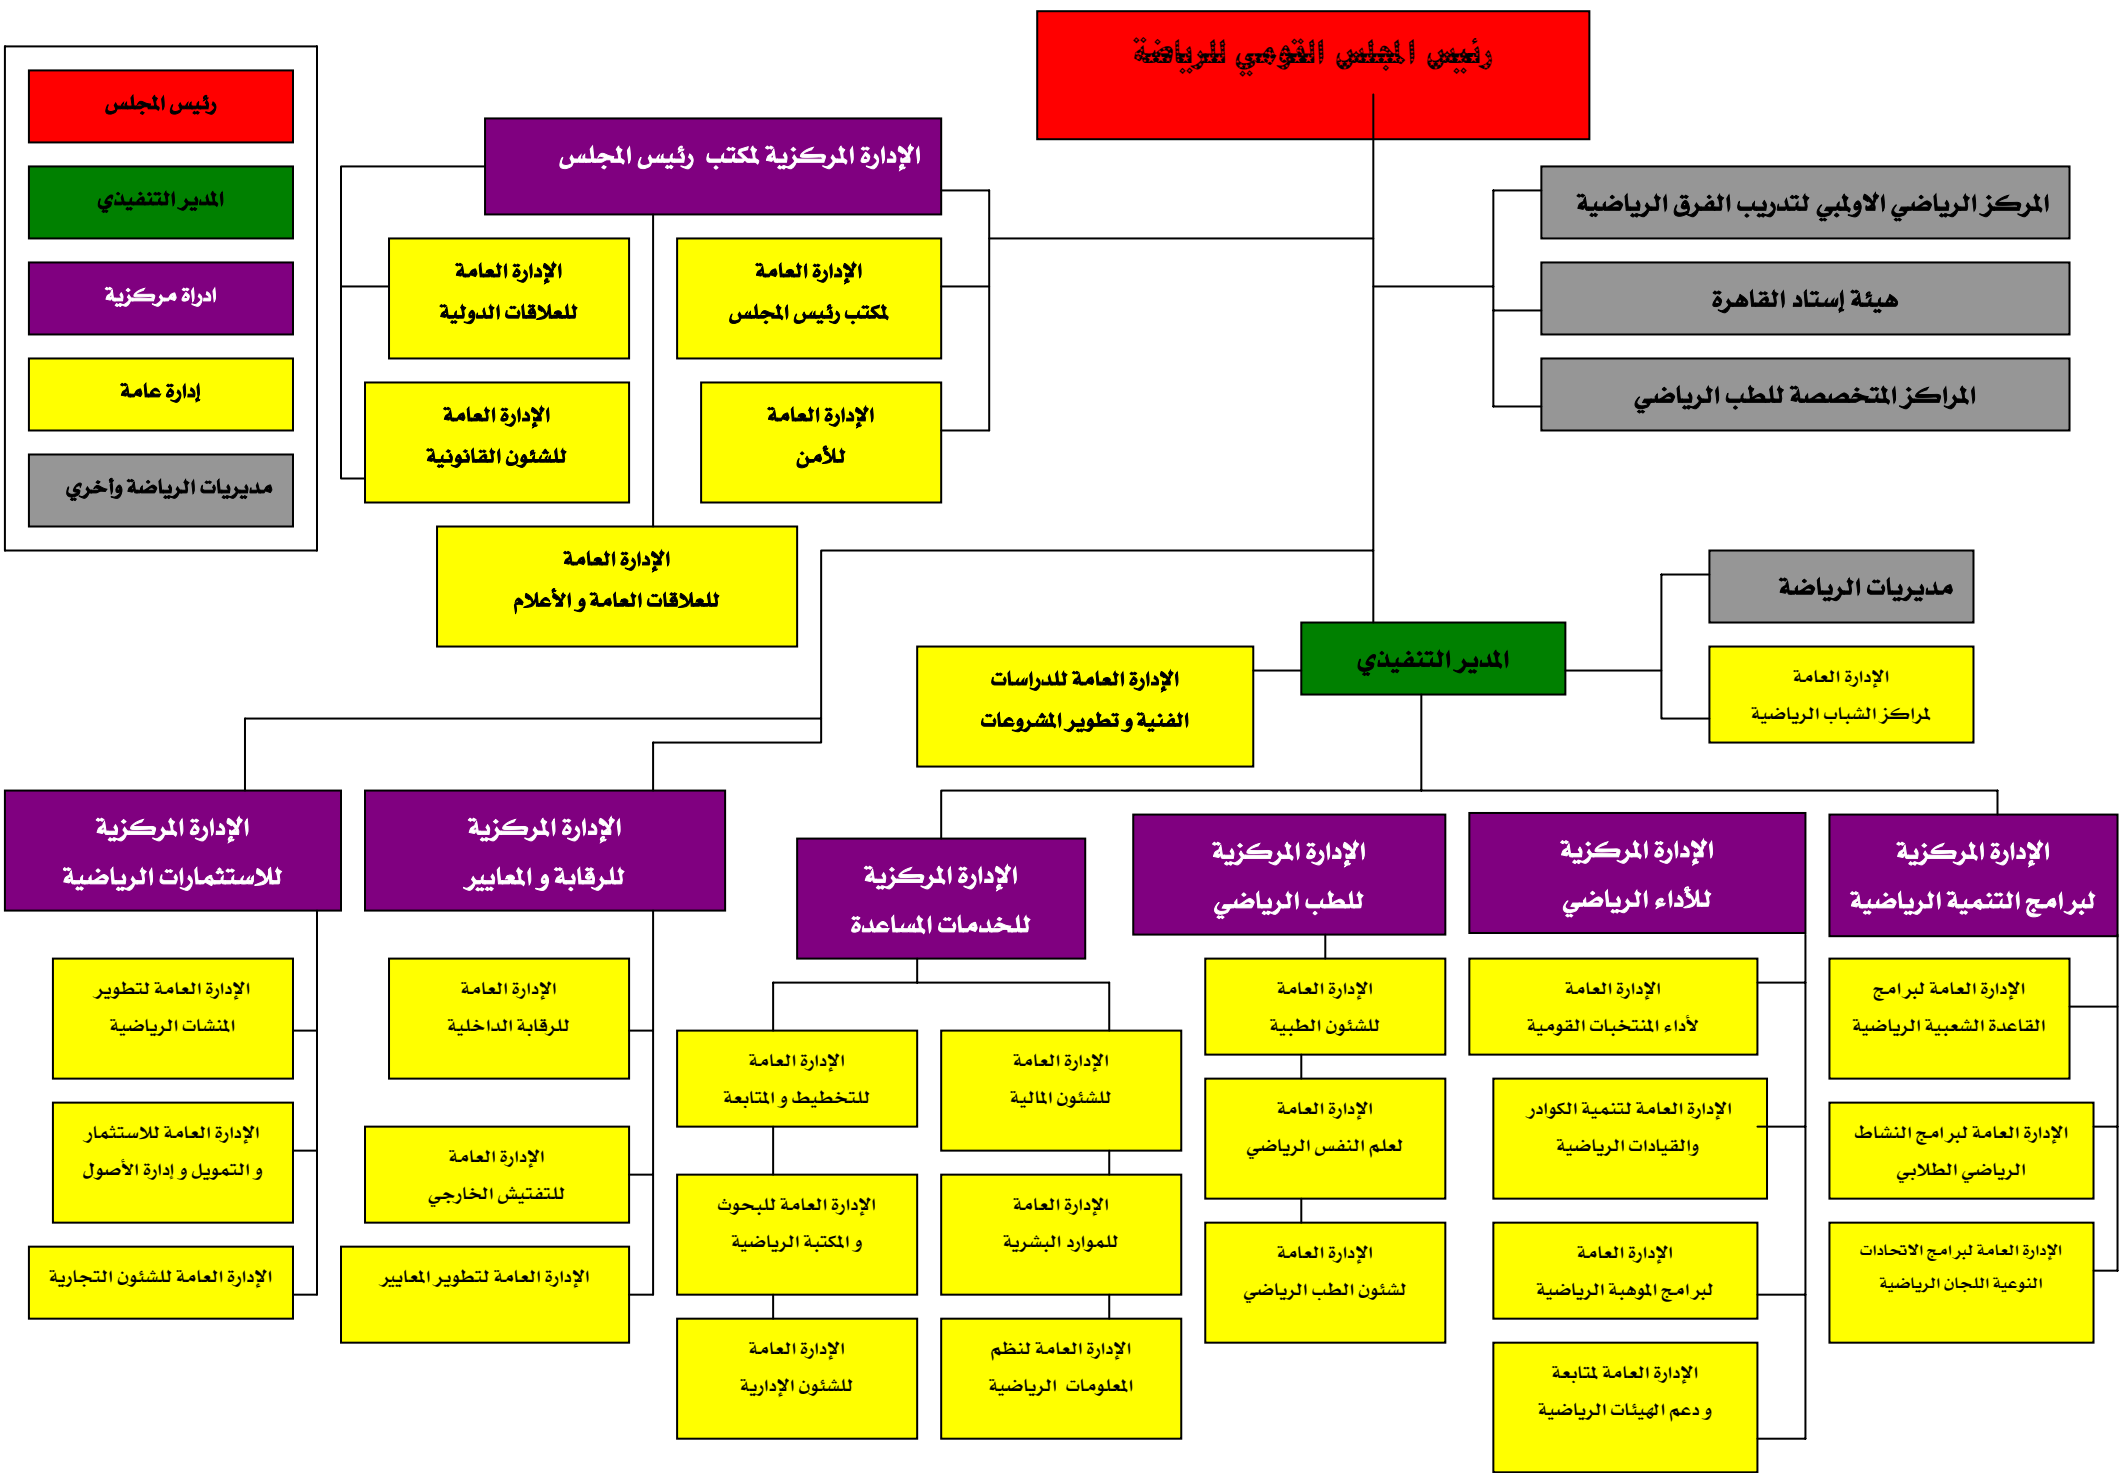 رئيس المجلس القومي للرياضة
رئيس المجلس
المدير التنفيذي
ادراة مركزية
إدارة عامة
مديريات الرياضة وأخري
الإدارة المركزية لمكتب رئيس المجلس
الإدارة العامة
لمكتب رئيس المجلس
الإدارة العامة
للعلاقات الدولية
الإدارة العامة
للأمن
الإدارة العامة
للشئون القانونية
الإدارة العامة
للعلاقات العامة و الأعلام
المركز الرياضي الاولمبي لتدريب الفرق الرياضية
هيئة إستاد القاهرة
المراكز المتخصصة للطب الرياضي
مديريات الرياضة
الإدارة العامة
لمراكز الشباب الرياضية
المدير التنفيذي
الإدارة العامة للدراسات
الفنية و تطوير المشروعات
الإدارة المركزية
لبرامج التنمية الرياضية
الإدارة العامة لبرامج
القاعدة الشعبية الرياضية
الإدارة العامة لبرامج النشاط
الرياضي الطلابي
الإدارة العامة لبرامج الاتحادات
النوعية اللجان الرياضية
الإدارة المركزية
للأداء الرياضي
الإدارة العامة
لأداء المنتخبات القومية
الإدارة العامة لتنمية الكوادر
والقيادات الرياضية
الإدارة العامة
لبرامج الموهبة الرياضية
الإدارة العامة لمتابعة
و دعم الهيئات الرياضية
الإدارة المركزية
للطب الرياضي
الإدارة العامة
للشئون الطبية
الإدارة العامة
لعلم النفس الرياضي
الإدارة العامة
لشئون الطب الرياضي
الإدارة المركزية
للخدمات المساعدة
الإدارة العامة
للشئون المالية
الإدارة العامة
للموارد البشرية
الإدارة العامة لنظم
المعلومات الرياضية
الإدارة العامة
للتخطيط و المتابعة
الإدارة العامة للبحوث
و المكتبة الرياضية
الإدارة العامة
للشئون الإدارية
الإدارة المركزية
للرقابة و المعايير
الإدارة العامة
للرقابة الداخلية
الإدارة العامة
للتفتيش الخارجي
الإدارة العامة لتطوير المعايير
الإدارة المركزية
للاستثمارات الرياضية
الإدارة العامة لتطوير
المنشات الرياضية
الإدارة العامة للاستثمار
و التمويل و إدارة الأصول
الإدارة العامة للشئون التجارية